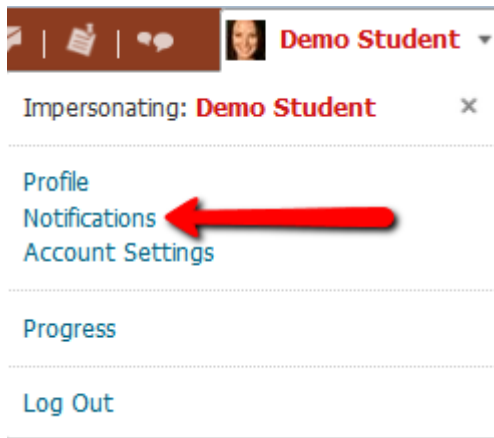 Demo Student
Impersonating: Demo Student ×
Profile
Notifications
Account Settings
Progress
Log Out